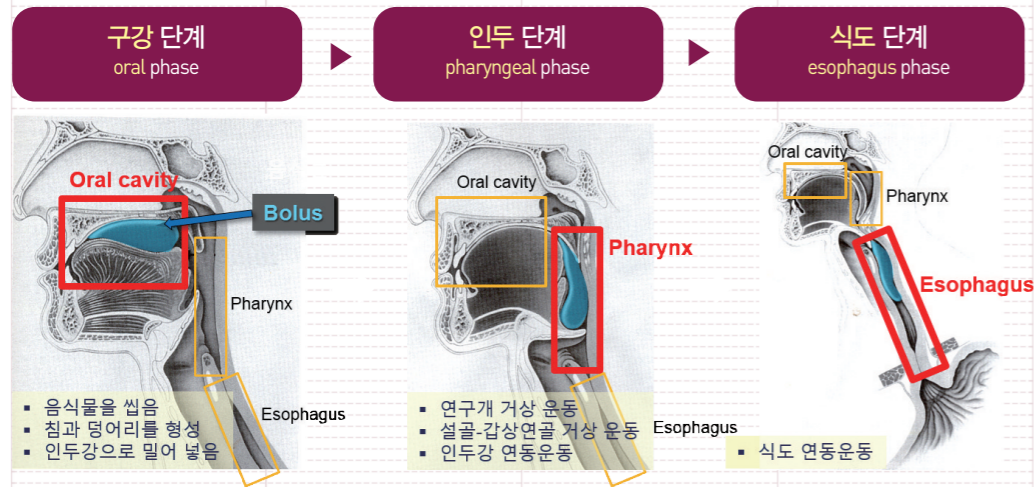 구강 단계
oral phase
인두 단계
pharyngeal phase
식도 단계
esophagus phase
Oral cavity
Bolus
Pharynx
Esophagus
▪ 음식물을 씹음
▪ 침과 덩어리를 형성
▪ 인두강으로 밀어 넣음
Oral cavity
Pharynx
Esophagus
▪ 연구개 거상 운동
▪ 설골-갑상연골 거상 운동
▪ 인두강 연동운동
Oral cavity
Pharynx
Esophagus
▪ 식도 연동운동